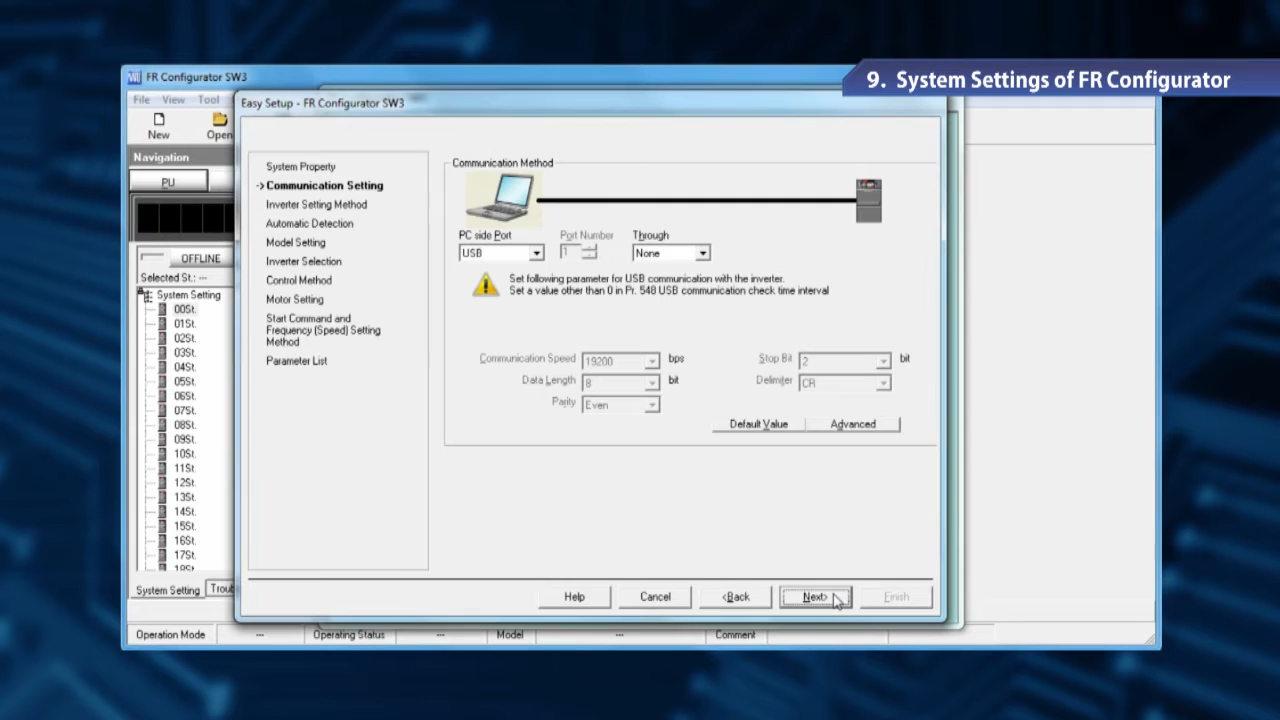 FR Configurator SW3
9. System Settings of FR Configurator
File View Tool
Easy Setup - FR Configurator SW3
New Open
Navigation
PU
OFFLINE
Selected St.: ---
System Setting
00St.
01St.
02St.
03St.
04St.
05St.
06St.
07St.
08St.
09St.
10St.
11St.
12St.
13St.
14St.
15St.
16St.
17St.
18St.
System Setting
System Property
-> Communication Setting
Inverter Setting Method
Automatic Detection
Model Setting
Inverter Selection
Control Method
Motor Setting
Start Command and
Frequency (Speed) Setting
Method
Parameter List
Communication Method
PC side Port Port Number Through
USB 1 None
Set following parameter for USB communication with the inverter.
Set a value other than 0 in Pr. 548 USB communication check time interval
Communication Speed 19200 bps Stop Bit 2 bit
Data Length 8 bit Delimiter CR
Parity Even
Default Value Advanced
Help Cancel <Back Next> Finish
Operation Mode --- Operating Status --- Model --- Comment